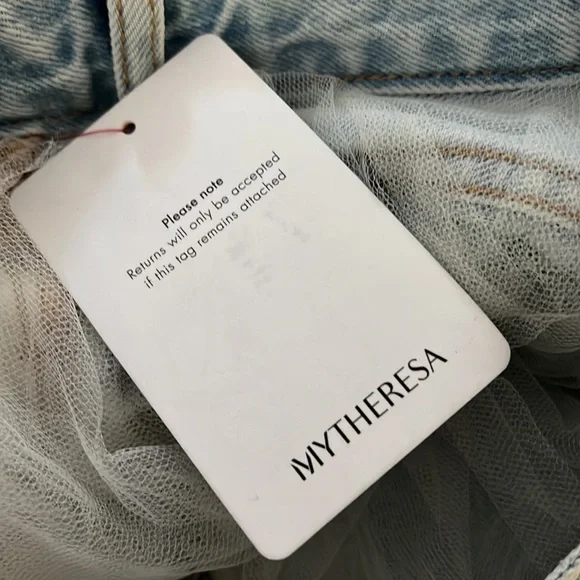 Please note
Returns will only be accepted
if this tag remains attached
MYTHERESA